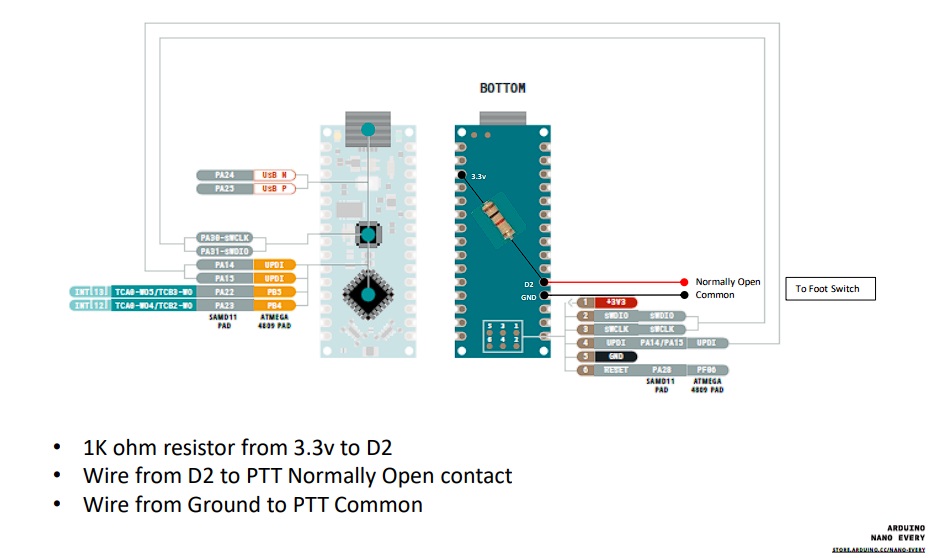 BOTTOM
PA24 USB N
PA25 USB P
3.3v
PA30-SWCLK
PA31-SWDIO
PA14 UPDI
PA15 UPDI
INT[13] TCA0-WO5/TCB3-WO PA22 PB5
INT[12] TCA0-WO4/TCB2-WO PA23 PB4
SAMD11 PAD
ATMEGA 4809 PAD
D2
GND
Normally Open
Common
To Foot Switch
5 3 1
6 4 2
1 +3V3
2 SWDIO SWDIO
3 SWCLK SWCLK
4 UPDI PA14/PA15 UPDI
5 GND
6 RESET PA28 PF06
SAMD11 PAD
ATMEGA 4809 PAD
• 1K ohm resistor from 3.3v to D2
• Wire from D2 to PTT Normally Open contact
• Wire from Ground to PTT Common
ARDUINO
NANO EVERY
STORE.ARDUINO.CC/NANO-EVERY